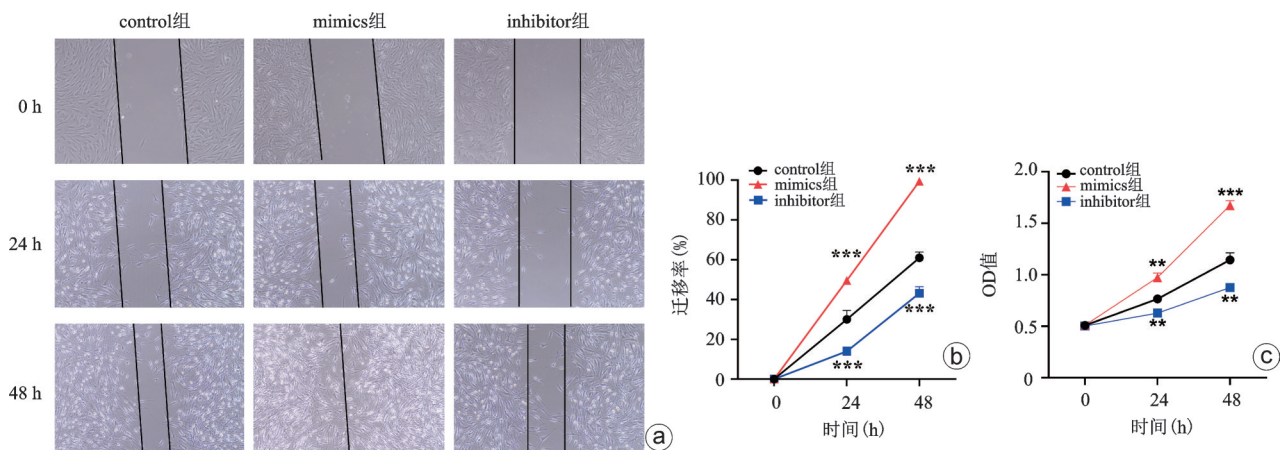 control组 mimics组 inhibitor组
0 h
24 h
48 h
a
control组
mimics组
inhibitor组
迁移率(%)
100
80
60
40
20
0
***
***
***
***
0 24 48
时间(h)
b
control组
mimics组
inhibitor组
OD值
2.0
1.5
1.0
0.5
0
***
**
**
**
0 24 48
时间(h)
c